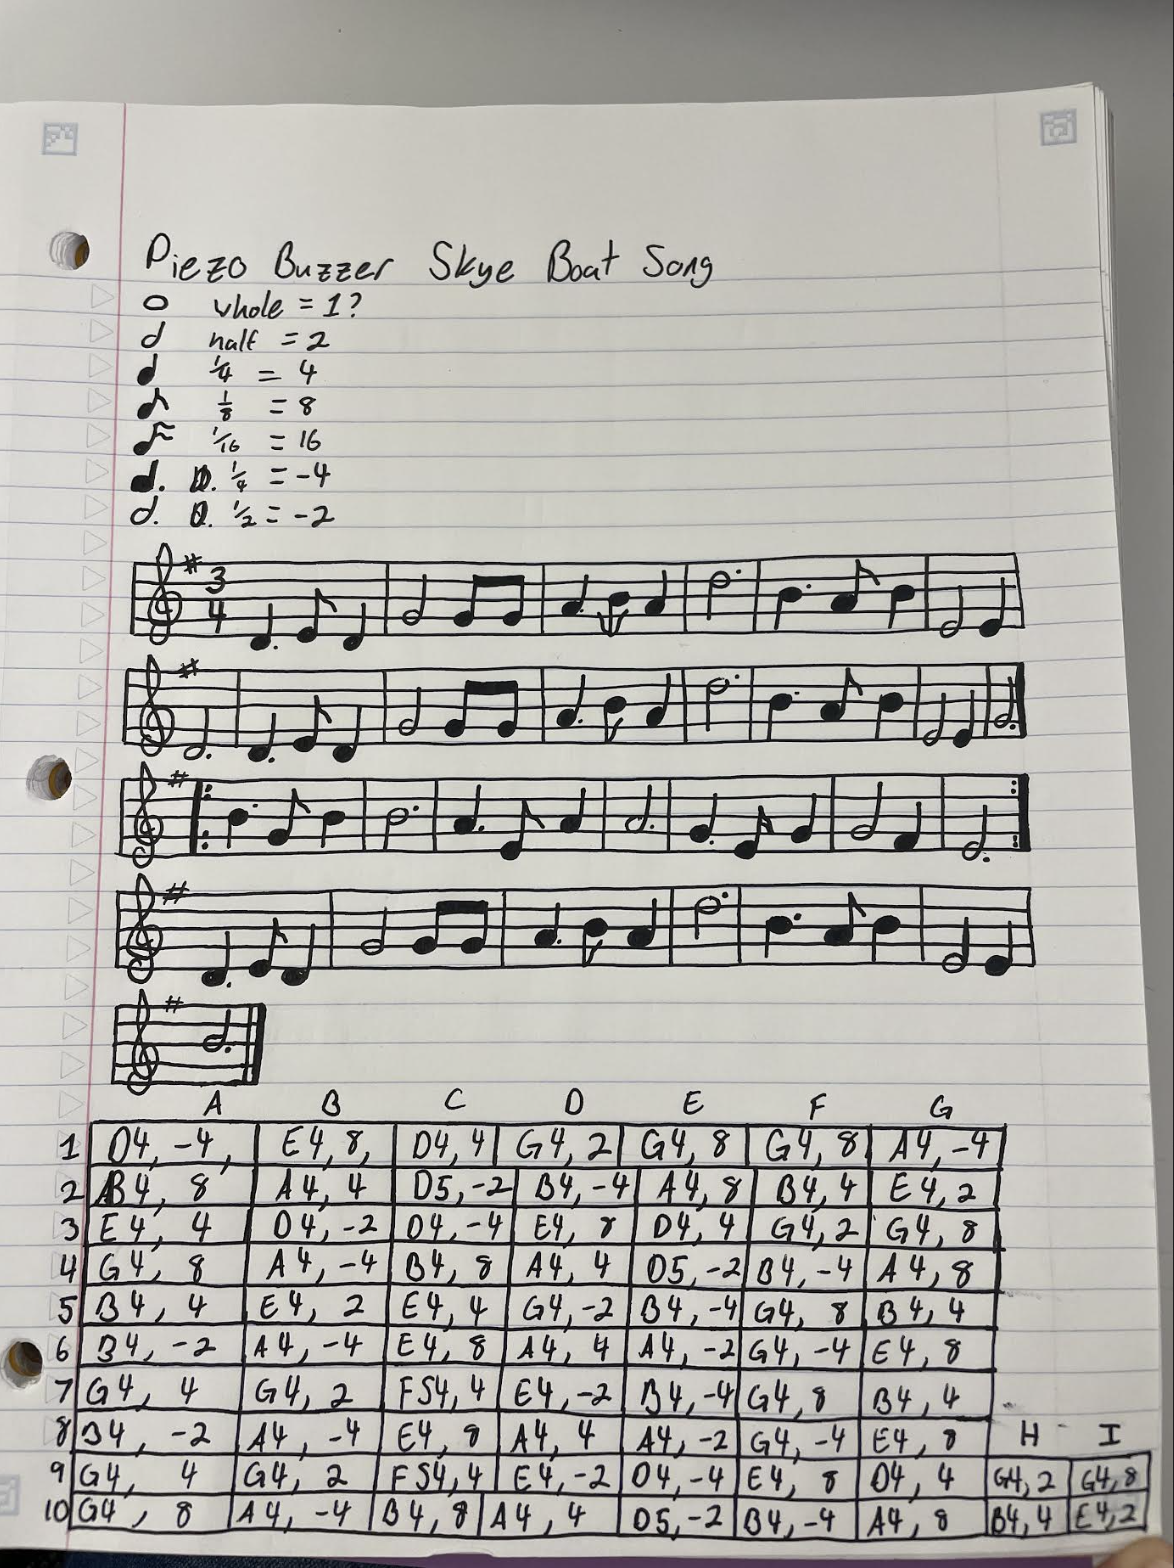 Piezo Buzzer Skye Boat Song
whole = 1?
half = 2
1/4 = 4
1/8 = 8
1/16 = 16
D. 1/4 = -4
D. 1/2 = -2
3
4
A B C D E F G
1 D4, -4, E4, 8, D4, 4 G4, 2 G4, 8 G4, 8 A4, -4
2 B4, 8 A4, 4 D5, -2 B4, -4 A4, 8 B4, 4 E4, 2
3 E4, 4 D4, -2 D4, -4 E4, 8 D4, 4 G4, 2 G4, 8
4 G4, 8 A4, -4 B4, 8 A4, 4 D5, -2 B4, -4 A4, 8
5 B4, 4 E4, 2 E4, 4 G4, -2 B4, -4 G4, 8 B4, 4
6 B4, -2 A4, -4 E4, 8 A4, 4 A4, -2 G4, -4 E4, 8
7 G4, 4 G4, 2 FS4, 4 E4, -2 B4, -4 G4, 8 B4, 4
8 B4, -2 A4, -4 E4, 8 A4, 4 A4, -2 G4, -4 E4, 8 H I
9 G4, 4 G4, 2 FS4, 4 E4, -2 D4, -4 E4, 8 D4, 4 G4, 2 G4, 8
10 G4, 8 A4, -4 B4, 8 A4, 4 D5, -2 B4, -4 A4, 8 B4, 4 E4, 2